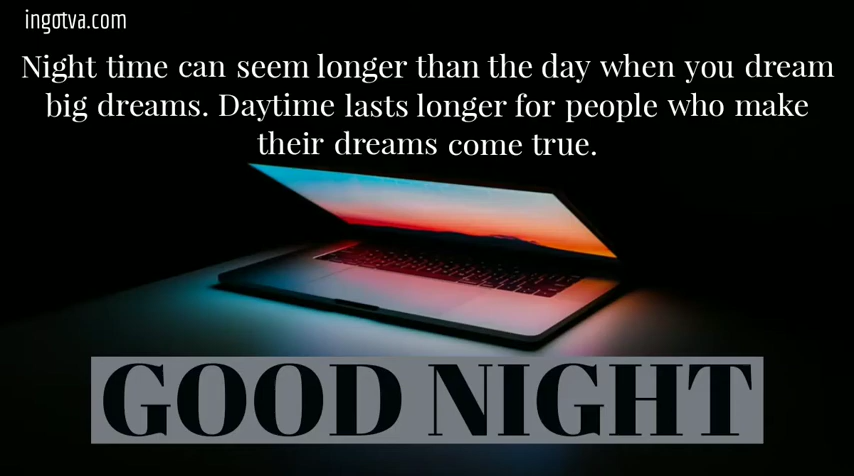 ingotva.com
Night time can seem longer than the day when you dream
big dreams. Daytime lasts longer for people who make
their dreams come true.
GOOD NIGHT